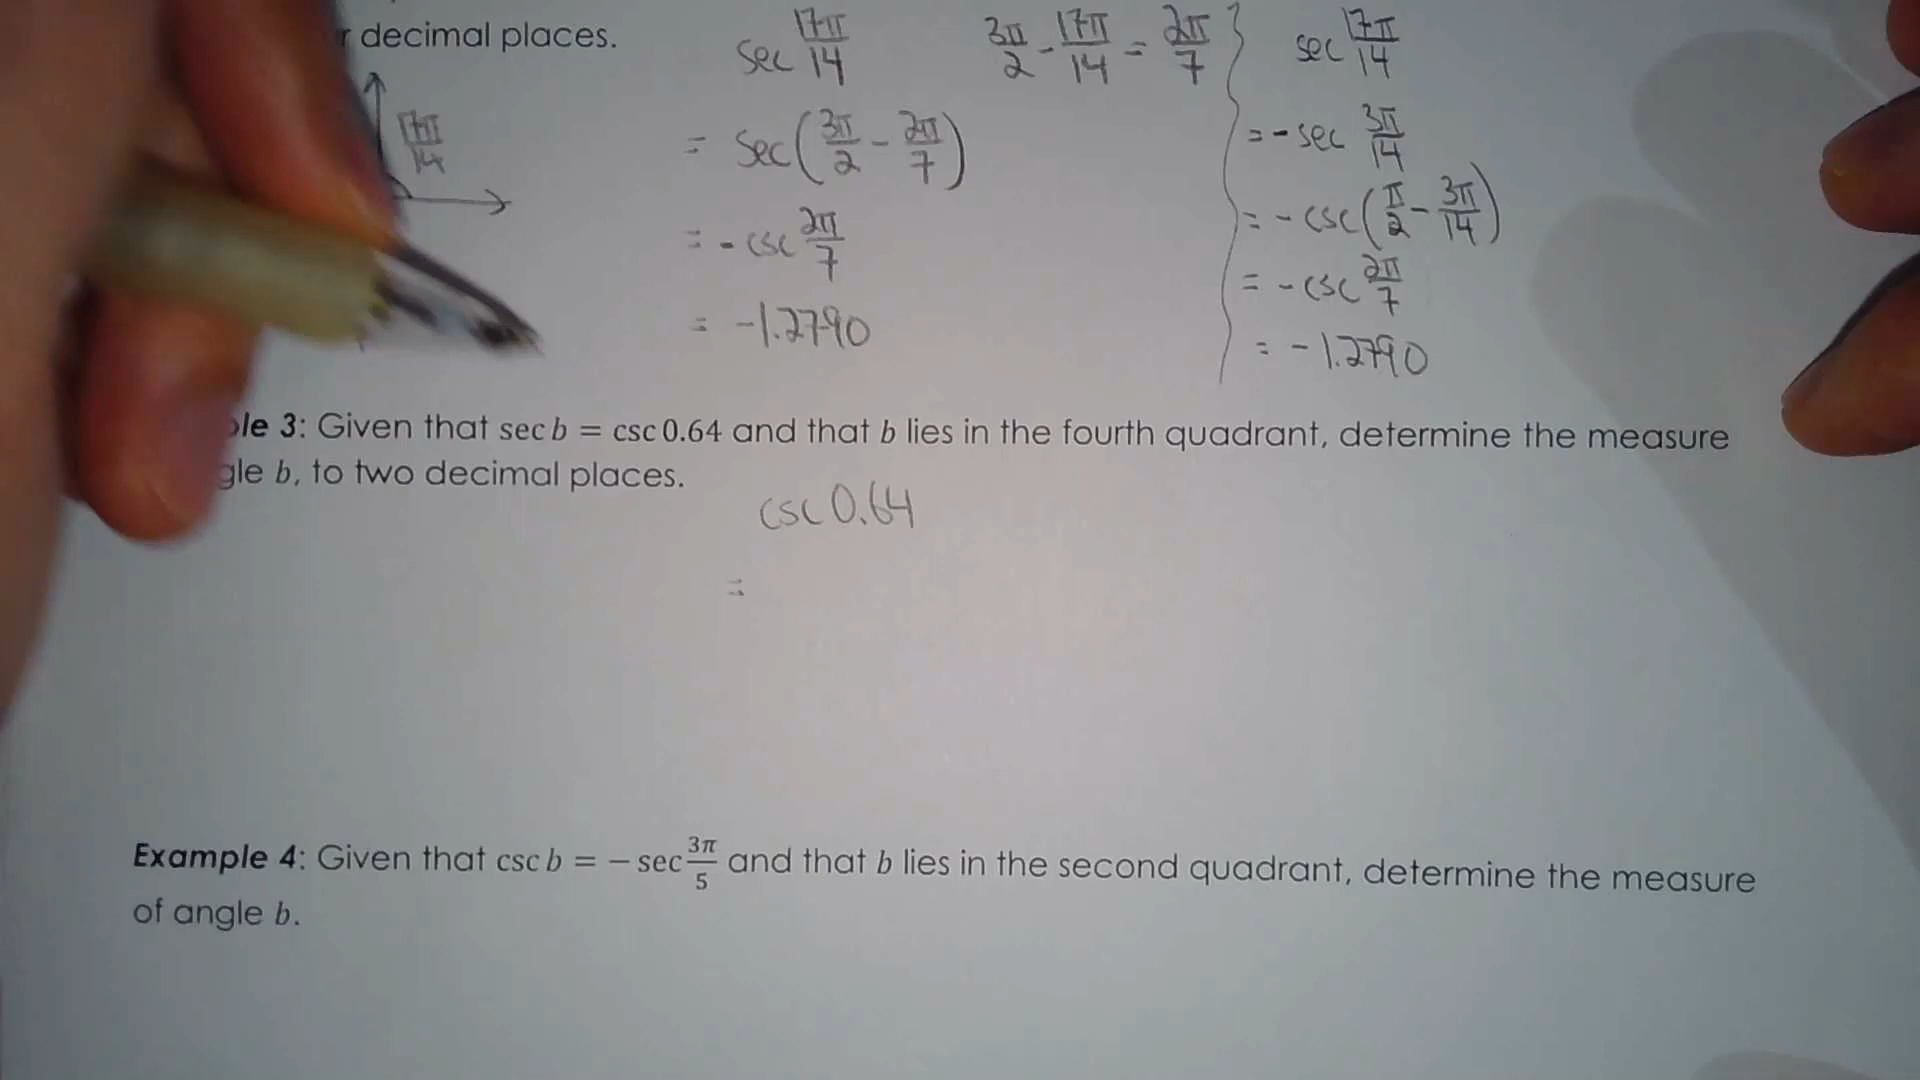 decimal places.
17π/14
sec 17π/14
= sec(3π/2 - 2π/7)
= -csc 2π/7
= -1.2790
3π/2 - 17π/14 = 2π/7
sec 17π/14
= -sec 3π/14
= -csc(π/2 - 3π/14)
= -csc 2π/7
= -1.2790
le 3: Given that sec b = csc 0.64 and that b lies in the fourth quadrant, determine the measure
gle b, to two decimal places.
csc 0.64
=
Example 4: Given that csc b = − sec 3π/5 and that b lies in the second quadrant, determine the measure
of angle b.